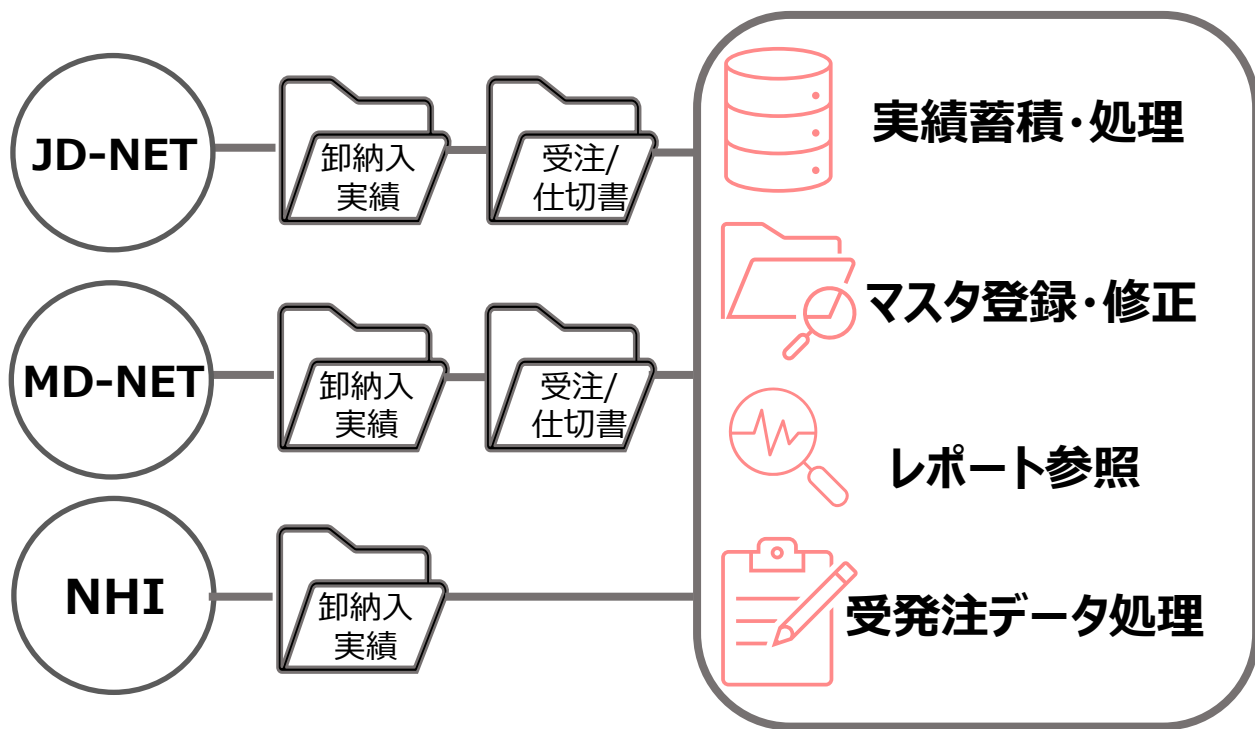 JD-NET
卸納入
実績
受注/
仕切書
実績蓄積・処理
マスタ登録・修正
MD-NET
卸納入
実績
受注/
仕切書
レポート参照
NHI
卸納入
実績
受発注データ処理